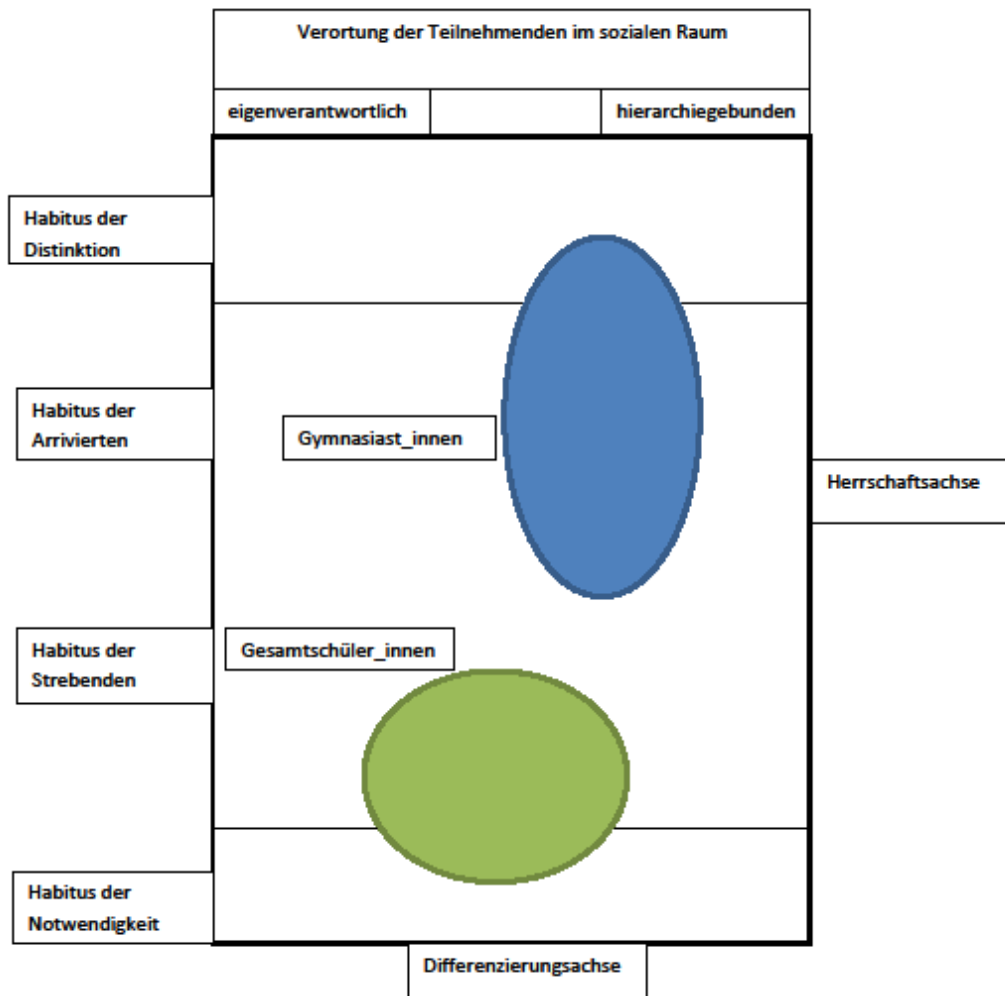 Verortung der Teilnehmenden im sozialen Raum
eigenverantwortlich
hierarchiegebunden
Habitus der
Distinktion
Habitus der
Arrivierten
Gymnasiast_innen
Herrschaftsachse
Habitus der
Strebenden
Gesamtschüler_innen
Habitus der
Notwendigkeit
Differenzierungsachse